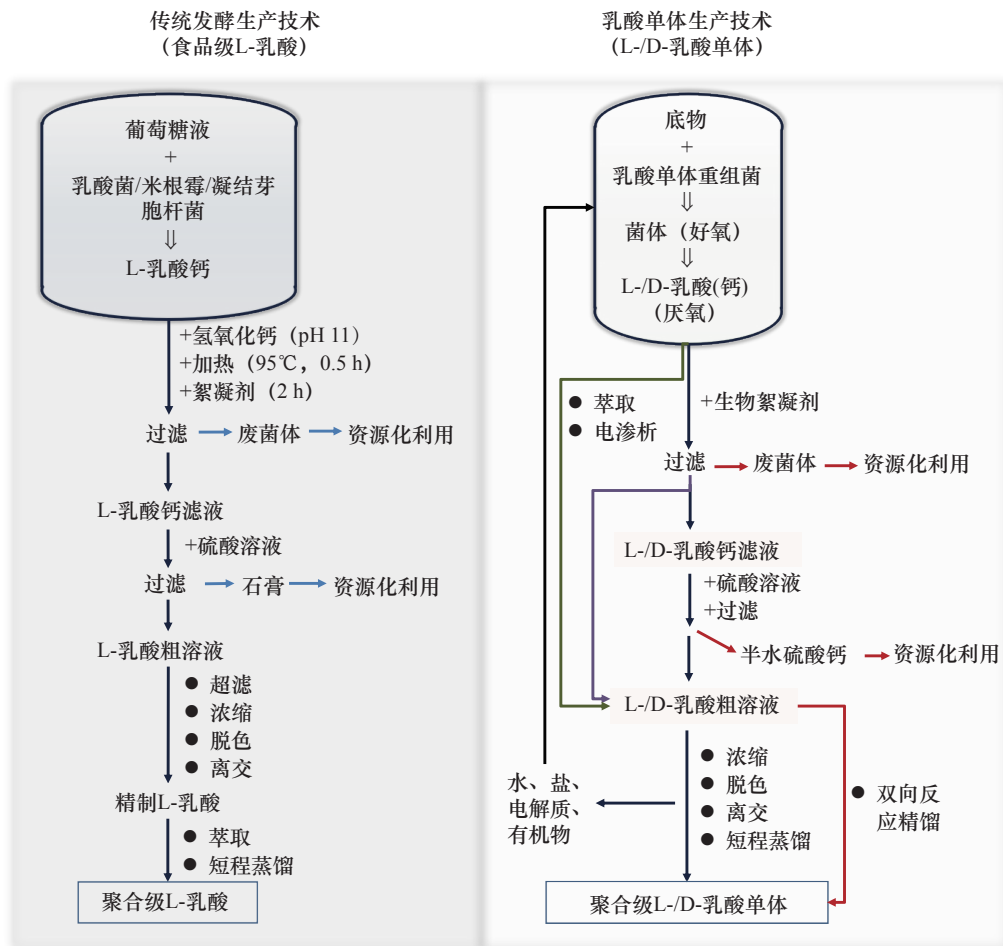 传统发酵生产技术
（食品级L-乳酸）
葡萄糖液
+
乳酸菌/米根霉/凝结芽
胞杆菌
⇓
L-乳酸钙
+氢氧化钙（pH 11）
+加热（95℃，0.5 h）
+絮凝剂（2 h）
过滤
废菌体
资源化利用
L-乳酸钙滤液
+硫酸溶液
过滤
石膏
资源化利用
L-乳酸粗溶液
● 超滤
● 浓缩
● 脱色
● 离交
精制L-乳酸
● 萃取
● 短程蒸馏
聚合级L-乳酸
乳酸单体生产技术
（L-/D-乳酸单体）
底物
+
乳酸单体重组菌
⇓
菌体（好氧）
⇓
L-/D-乳酸(钙)
（厌氧）
● 萃取
● 电渗析
+生物絮凝剂
过滤
废菌体
资源化利用
L-/D-乳酸钙滤液
+硫酸溶液
+过滤
半水硫酸钙
资源化利用
L-/D-乳酸粗溶液
● 浓缩
● 脱色
● 离交
● 短程蒸馏
水、盐、
电解质、
有机物
● 双向反
应精馏
聚合级L-/D-乳酸单体